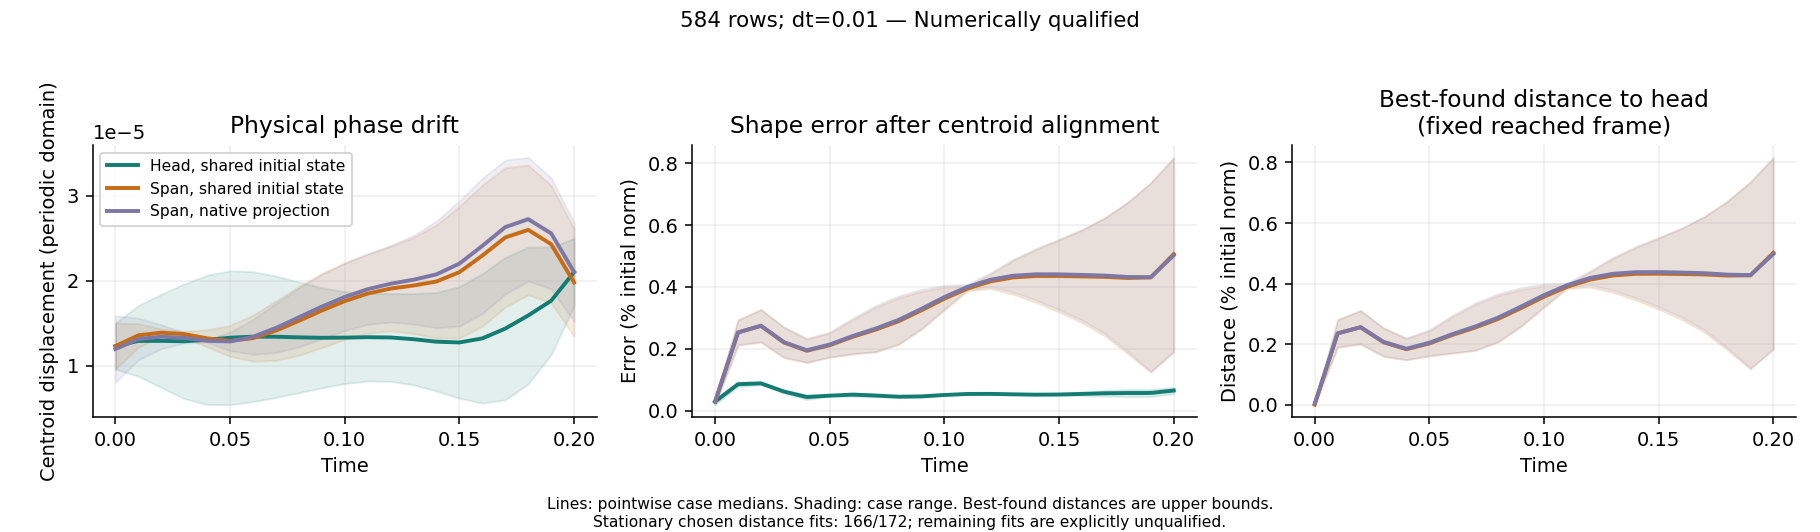 584 rows; dt=0.01 — Numerically qualified
Physical phase drift
1e−5
Centroid displacement (periodic domain)
3
2
1
Head, shared initial state
Span, shared initial state
Span, native projection
0.00 0.05 0.10 0.15 0.20
Time
Shape error after centroid alignment
Error (% initial norm)
0.8
0.6
0.4
0.2
0.0
0.00 0.05 0.10 0.15 0.20
Time
Best-found distance to head
(fixed reached frame)
Distance (% initial norm)
0.8
0.6
0.4
0.2
0.0
0.00 0.05 0.10 0.15 0.20
Time
Lines: pointwise case medians. Shading: case range. Best-found distances are upper bounds.
Stationary chosen distance fits: 166/172; remaining fits are explicitly unqualified.